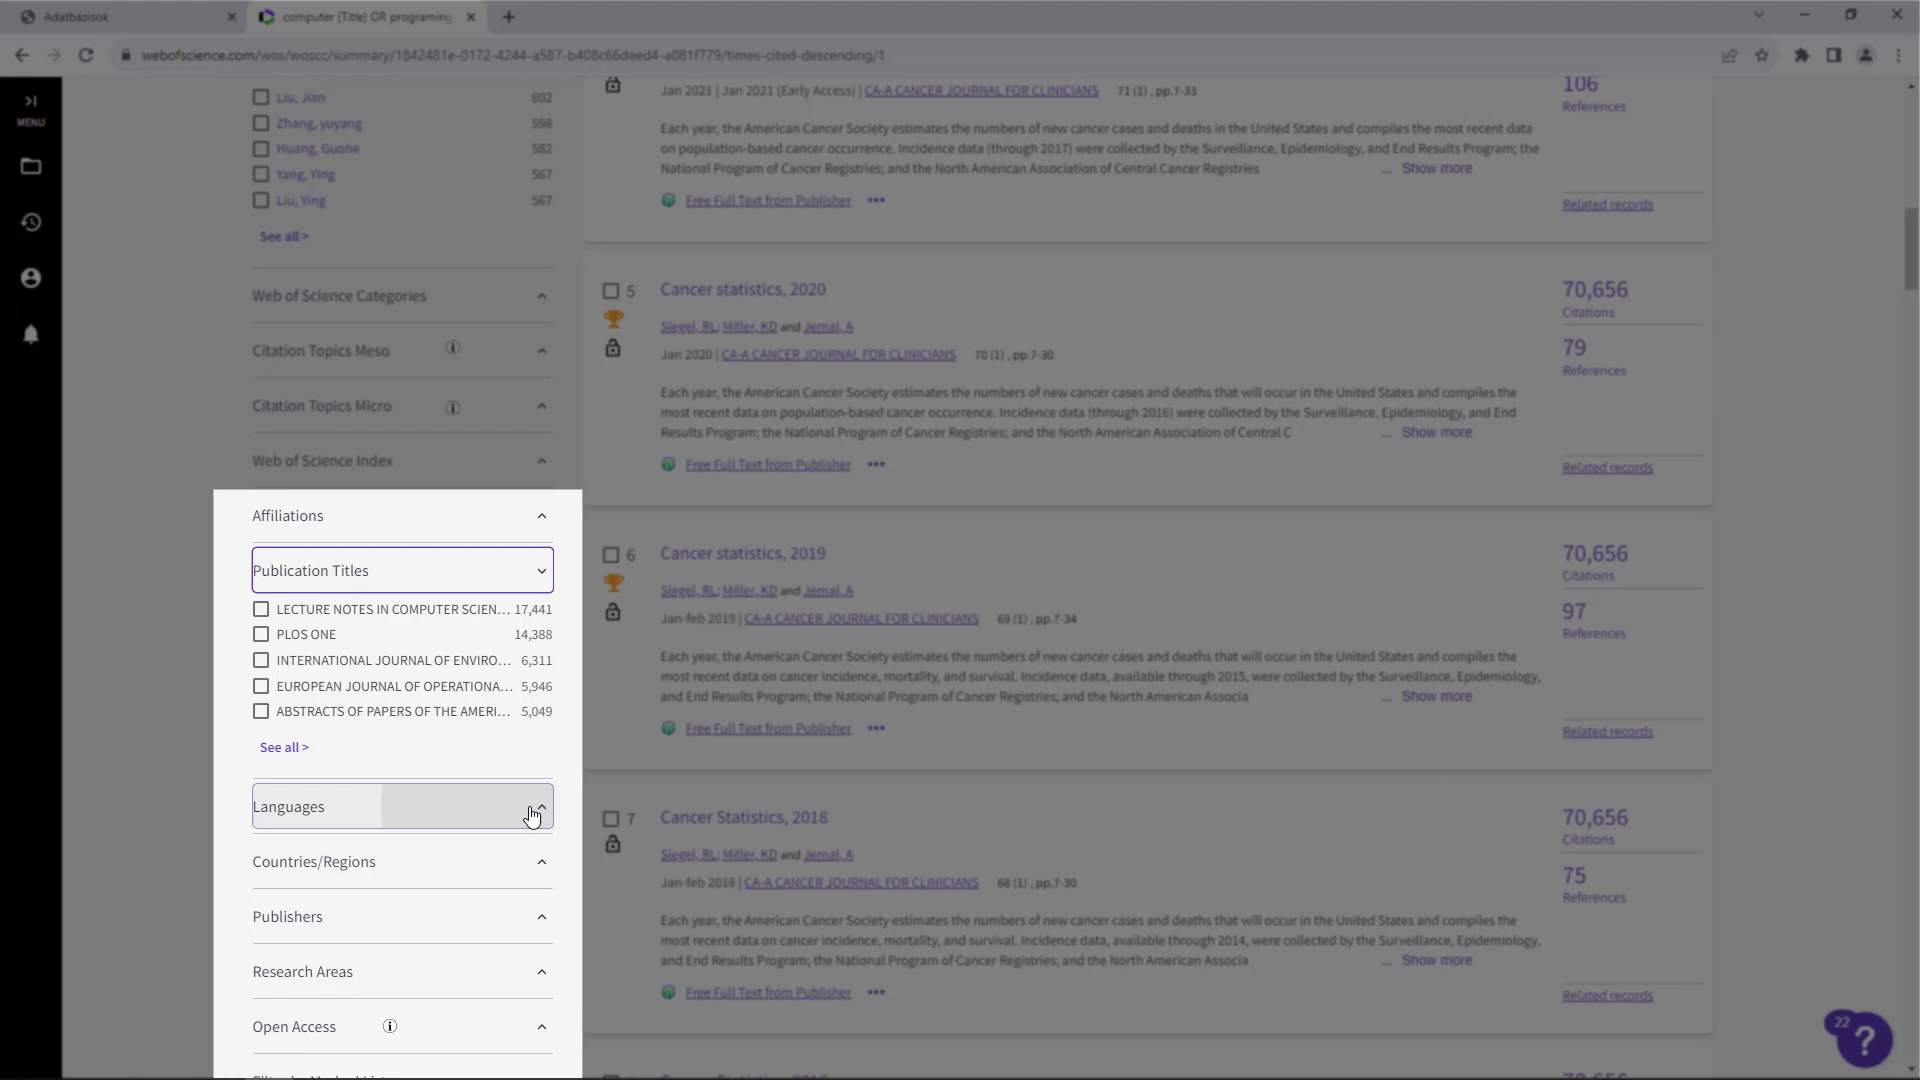 Adatbázisok
computer (Title) OR programing
webofscience.com/wos/woscc/summary/1842481e-0172-4244-a587-b408c66deed4-a081f779/times-cited-descending/1
MENU
Liu, Jian 602
Zhang, yuyang 598
Huang, Guohe 582
Yang, Ying 567
Liu, Ying 567
See all >
Web of Science Categories
Citation Topics Meso
Citation Topics Micro
Web of Science Index
Affiliations
Publication Titles
LECTURE NOTES IN COMPUTER SCIEN... 17,441
PLOS ONE 14,388
INTERNATIONAL JOURNAL OF ENVIRO... 6,311
EUROPEAN JOURNAL OF OPERATIONA... 5,946
ABSTRACTS OF PAPERS OF THE AMERI... 5,049
See all >
Languages
Countries/Regions
Publishers
Research Areas
Open Access
Jan 2021 | Jan 2021 (Early Access) | CA-A CANCER JOURNAL FOR CLINICIANS 71 (1) , pp.7-33
Each year, the American Cancer Society estimates the numbers of new cancer cases and deaths in the United States and compiles the most recent data
on population-based cancer occurrence. Incidence data (through 2017) were collected by the Surveillance, Epidemiology, and End Results Program; the
National Program of Cancer Registries; and the North American Association of Central Cancer Registries ... Show more
Free Full Text from Publisher
106
References
Related records
5 Cancer statistics, 2020
Siegel, RL; Miller, KD and Jemal, A
Jan 2020 | CA-A CANCER JOURNAL FOR CLINICIANS 70 (1) , pp.7-30
Each year, the American Cancer Society estimates the numbers of new cancer cases and deaths that will occur in the United States and compiles the
most recent data on population-based cancer occurrence. Incidence data (through 2016) were collected by the Surveillance, Epidemiology, and End
Results Program; the National Program of Cancer Registries; and the North American Association of Central C ... Show more
Free Full Text from Publisher
70,656
Citations
79
References
Related records
6 Cancer statistics, 2019
Siegel, RL; Miller, KD and Jemal, A
Jan-feb 2019 | CA-A CANCER JOURNAL FOR CLINICIANS 69 (1) , pp.7-34
Each year, the American Cancer Society estimates the numbers of new cancer cases and deaths that will occur in the United States and compiles the
most recent data on cancer incidence, mortality, and survival. Incidence data, available through 2015, were collected by the Surveillance, Epidemiology,
and End Results Program; the National Program of Cancer Registries; and the North American Associa ... Show more
Free Full Text from Publisher
70,656
Citations
97
References
Related records
7 Cancer Statistics, 2018
Siegel, RL; Miller, KD and Jemal, A
Jan-feb 2018 | CA-A CANCER JOURNAL FOR CLINICIANS 68 (1) , pp.7-30
Each year, the American Cancer Society estimates the numbers of new cancer cases and deaths that will occur in the United States and compiles the
most recent data on cancer incidence, mortality, and survival. Incidence data, available through 2014, were collected by the Surveillance, Epidemiology,
and End Results Program; the National Program of Cancer Registries; and the North American Associa ... Show more
Free Full Text from Publisher
70,656
Citations
75
References
Related records
22
?